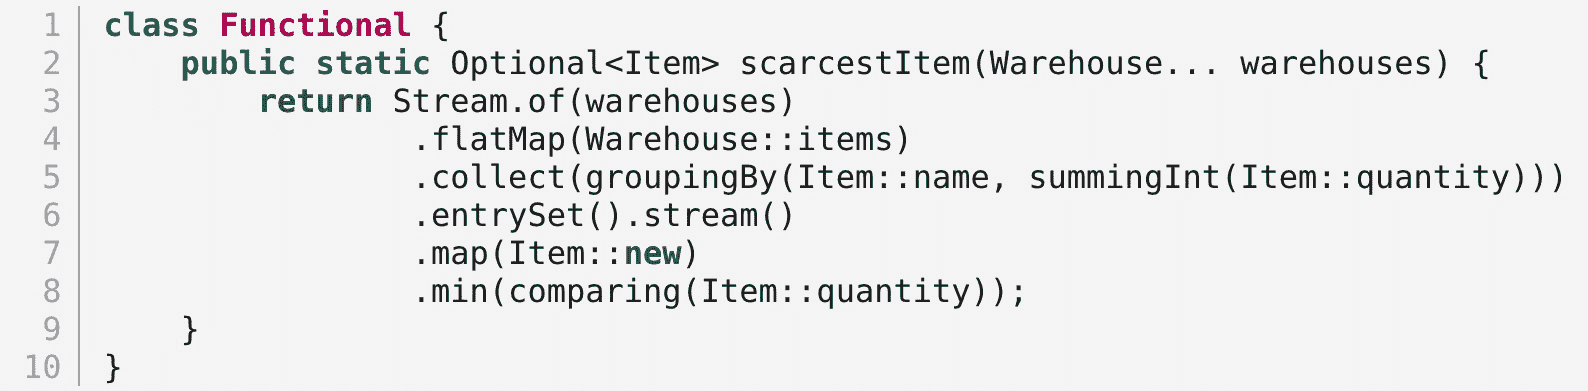 1 class Functional {
2     public static Optional<Item> scarcestItem(Warehouse... warehouses) {
3         return Stream.of(warehouses)
4                 .flatMap(Warehouse::items)
5                 .collect(groupingBy(Item::name, summingInt(Item::quantity)))
6                 .entrySet().stream()
7                 .map(Item::new)
8                 .min(comparing(Item::quantity));
9     }
10 }